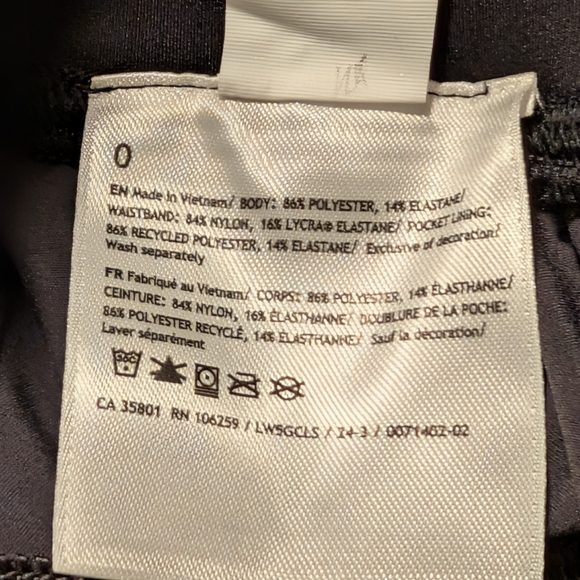 0
EN Made in Vietnam/ BODY: 86% POLYESTER, 14% ELASTANE/
WAISTBAND: 84% NYLON, 16% LYCRA® ELASTANE/ POCKET LINING:
86% RECYCLED POLYESTER, 14% ELASTANE/ Exclusive of decoration/
Wash separately
FR Fabriqué au Vietnam/ CORPS: 86% POLYESTER, 14% ÉLASTHANNE/
CEINTURE: 84% NYLON, 16% ÉLASTHANNE/ DOUBLURE DE LA POCHE:
86% POLYESTER RECYCLÉ, 14% ÉLASTHANNE/ Sauf la décoration/
Laver séparément
30C
CA 35801 RN 106259 / LW5GCLS / 14-3 / 0071402-02